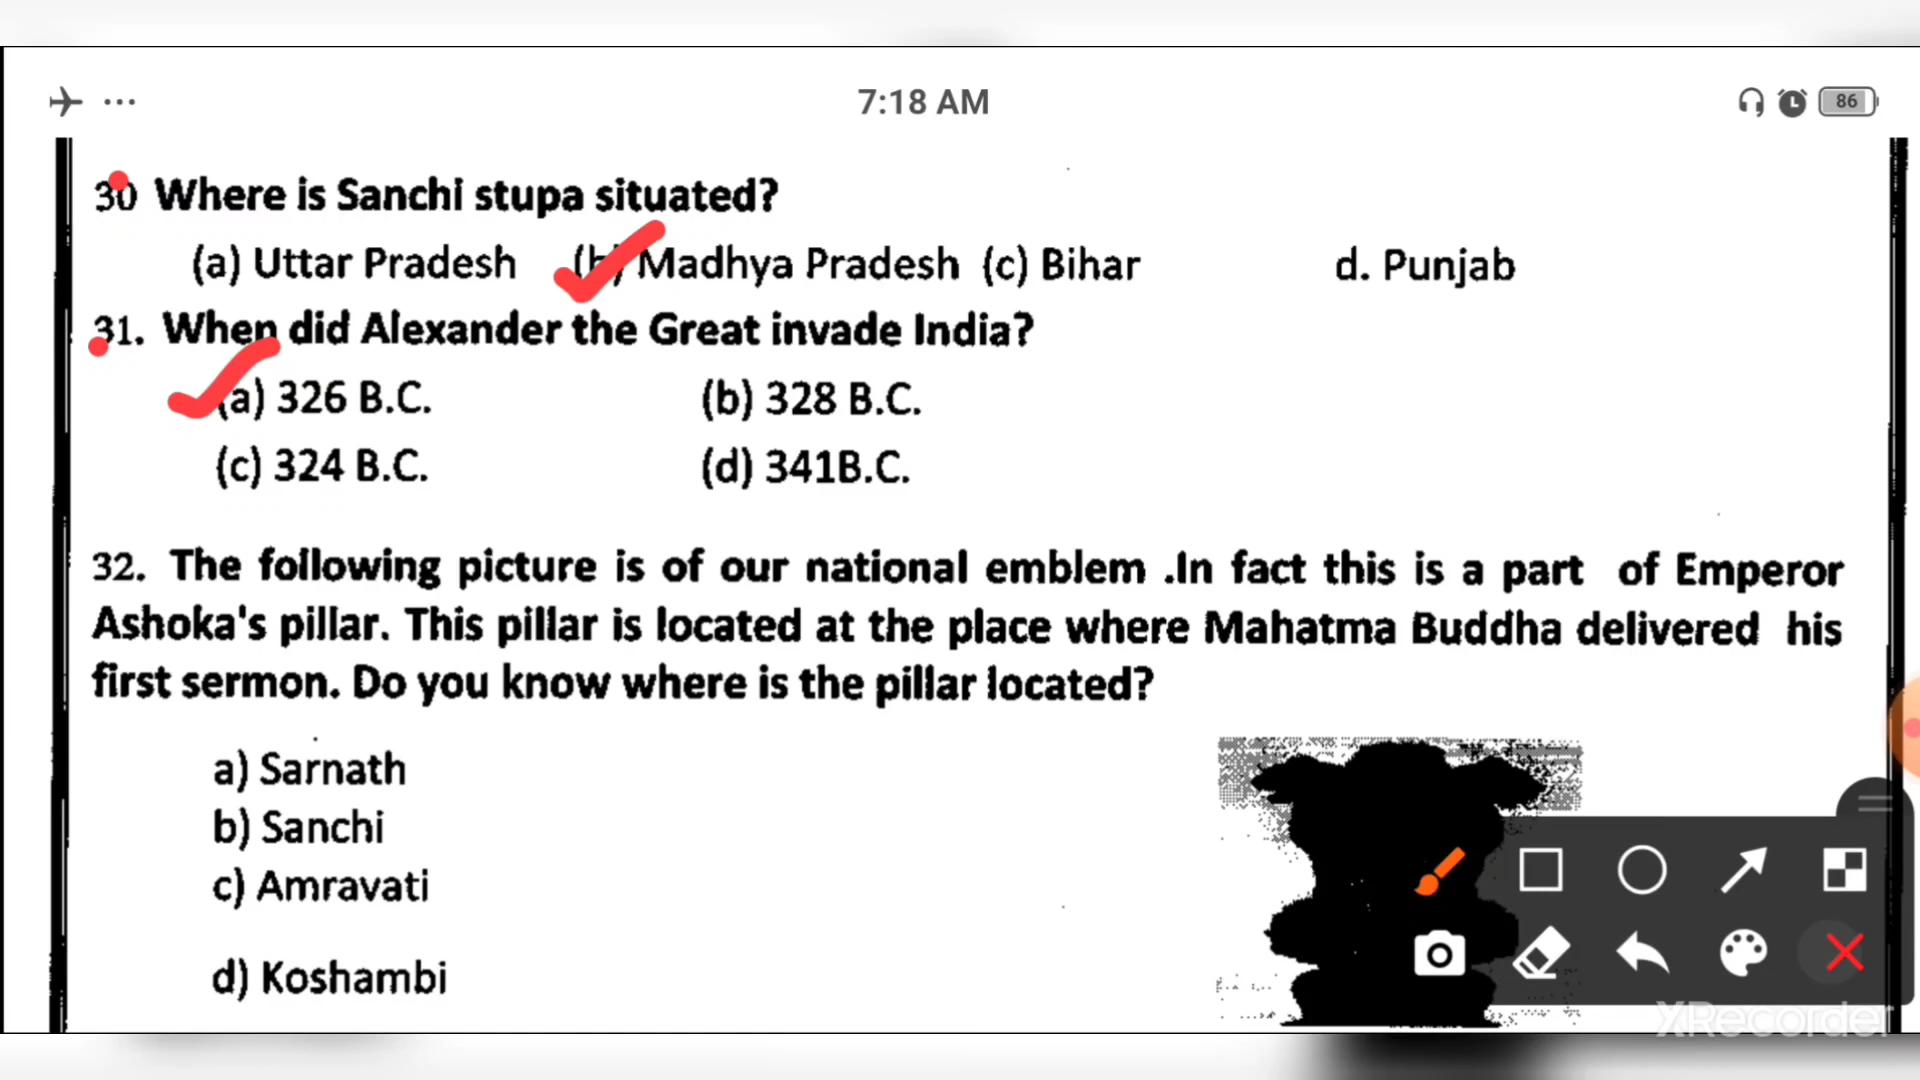 7:18 AM
86
30 Where is Sanchi stupa situated?
(a) Uttar Pradesh (b) Madhya Pradesh (c) Bihar d. Punjab
31. When did Alexander the Great invade India?
(a) 326 B.C. (b) 328 B.C.
(c) 324 B.C. (d) 341B.C.
32. The following picture is of our national emblem .In fact this is a part of Emperor
Ashoka's pillar. This pillar is located at the place where Mahatma Buddha delivered his
first sermon. Do you know where is the pillar located?
a) Sarnath
b) Sanchi
c) Amravati
d) Koshambi
XRecorder